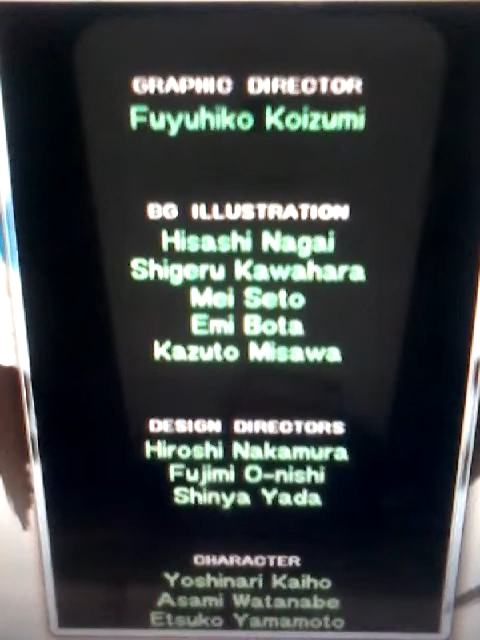 GRAPHIC DIRECTOR
Fuyuhiko Koizumi
BG ILLUSTRATION
Hisashi Nagai
Shigeru Kawahara
Mei Seto
Emi Bota
Kazuto Misawa
DESIGN DIRECTORS
Hiroshi Nakamura
Fujimi O-nishi
Shinya Yada
CHARACTER
Yoshinari Kaiho
Asami Watanabe
Etsuko Yamamoto